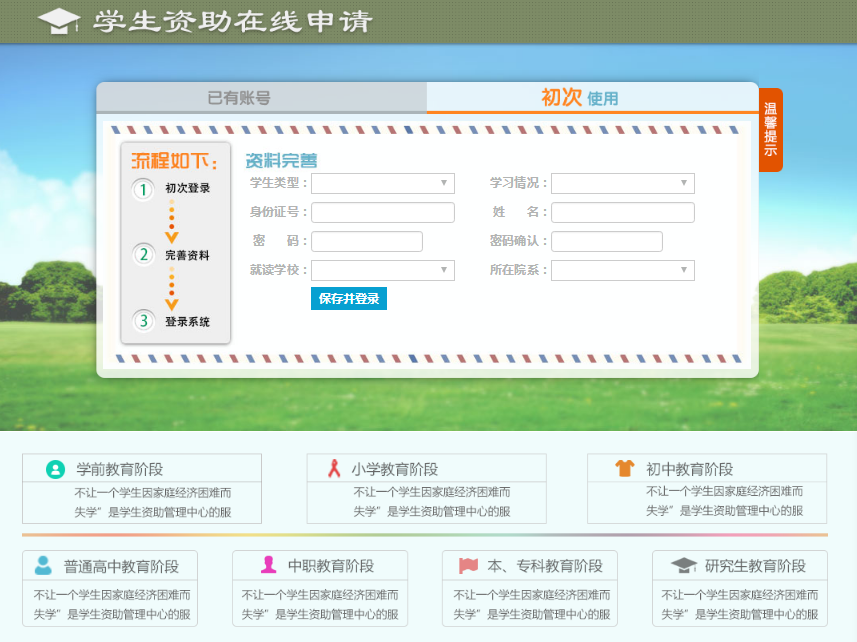 学生资助在线申请
已有账号
初次 使用
温馨提示
流程如下：
1 初次登录
2 完善资料
3 登录系统
资料完善
学生类型： 学习情况：
身份证号： 姓 名：
密 码： 密码确认：
就读学校： 所在院系：
保存并登录
学前教育阶段
不让一个学生因家庭经济困难而
失学”是学生资助管理中心的服
小学教育阶段
不让一个学生因家庭经济困难而
失学”是学生资助管理中心的服
初中教育阶段
不让一个学生因家庭经济困难而
失学”是学生资助管理中心的服
普通高中教育阶段
不让一个学生因家庭经济困难而
失学”是学生资助管理中心的服
中职教育阶段
不让一个学生因家庭经济困难而
失学”是学生资助管理中心的服
本、专科教育阶段
不让一个学生因家庭经济困难而
失学”是学生资助管理中心的服
研究生教育阶段
不让一个学生因家庭经济困难而
失学”是学生资助管理中心的服